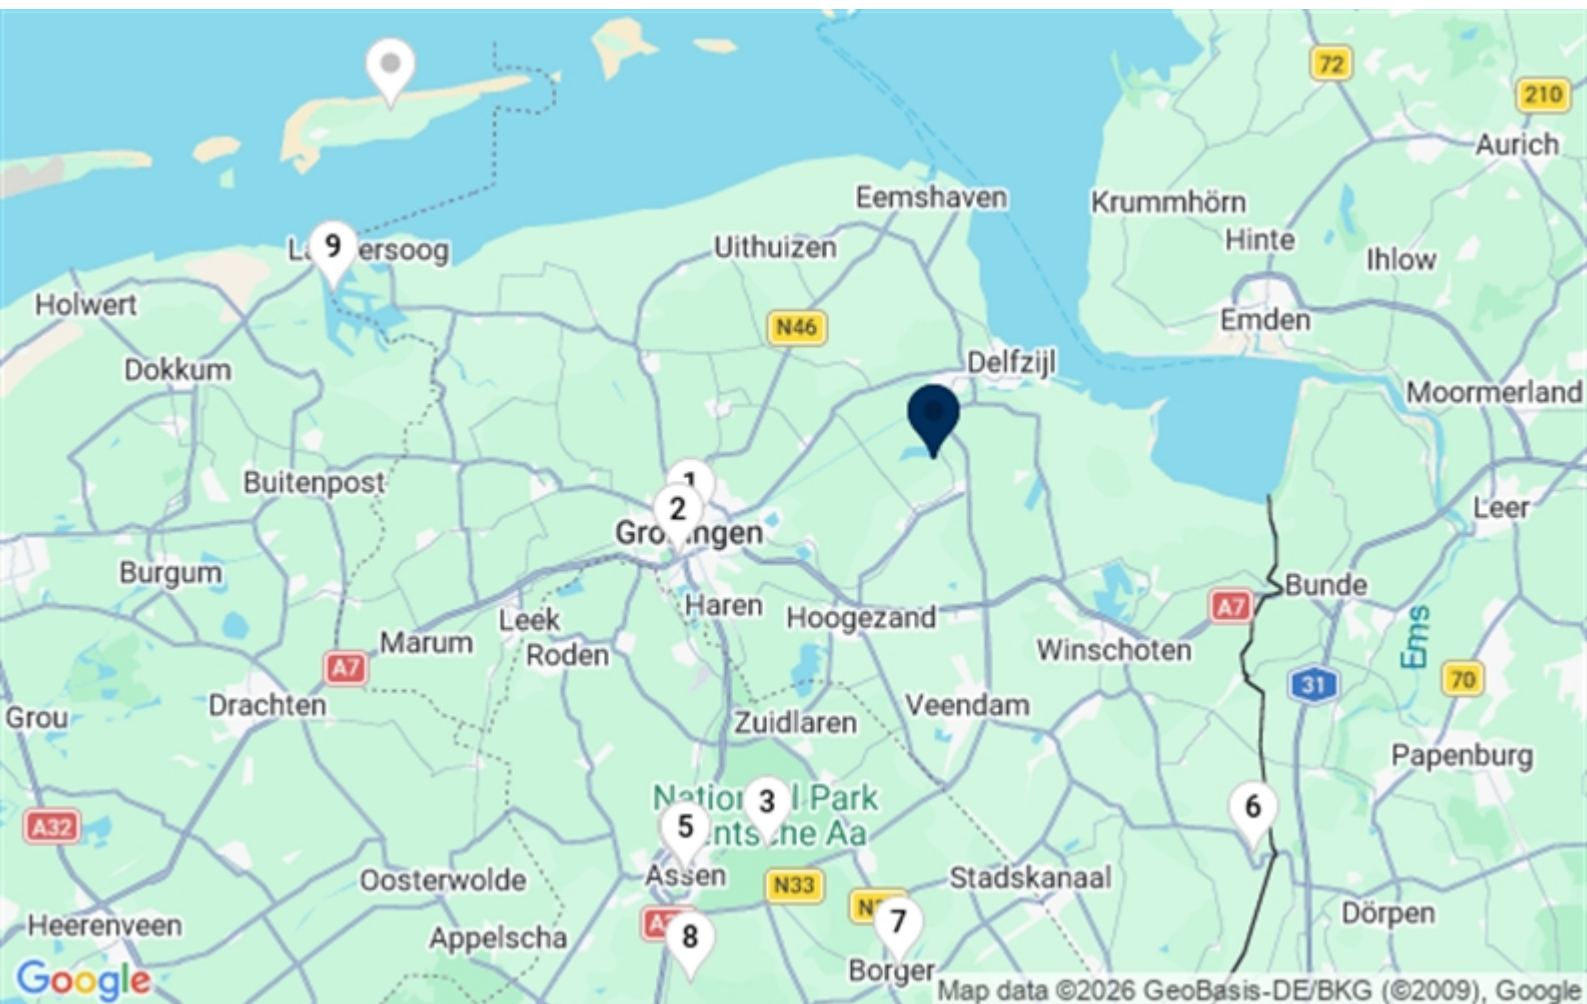 72
210
Aurich
Eemshaven
Krummhörn
Hinte
Uithuizen
9
Ihlow
Holwert
N46
Emden
Dokkum
Delfzijl
Moormerland
Buitenpost
1
2
Leer
Burgum
Haren
Hoogezand
A7
Bunde
Leek
Marum
Roden
Winschoten
Ems
A7
31
70
Drachten
Grou
Zuidlaren
Veendam
Papenburg
National Park
3
6
A32
5
Aa
Assen
N33
Oosterwolde
Stadskanaal
Dörpen
Heerenveen
Appelscha
8
7
Borger
Google
Map data ©2026 GeoBasis-DE/BKG (©2009), Google